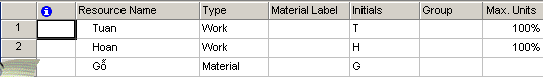 Resource Name Type Material Label Initials Group Max. Units
1 Tuan Work T 100%
2 Hoan Work H 100%
Gỗ Material G